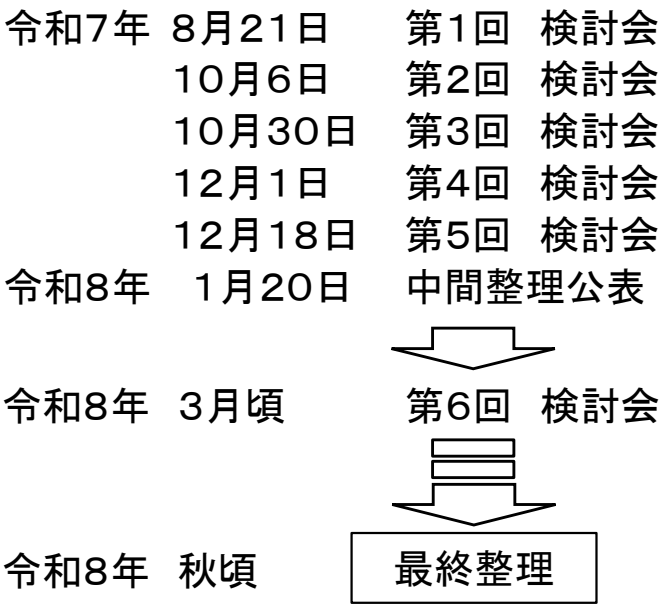 令和７年 ８月２１日 第１回 検討会
１０月６日 第２回 検討会
１０月３０日 第３回 検討会
１２月１日 第４回 検討会
１２月１８日 第５回 検討会
令和８年 １月２０日 中間整理公表
令和８年 ３月頃 第６回 検討会
令和８年 秋頃 最終整理